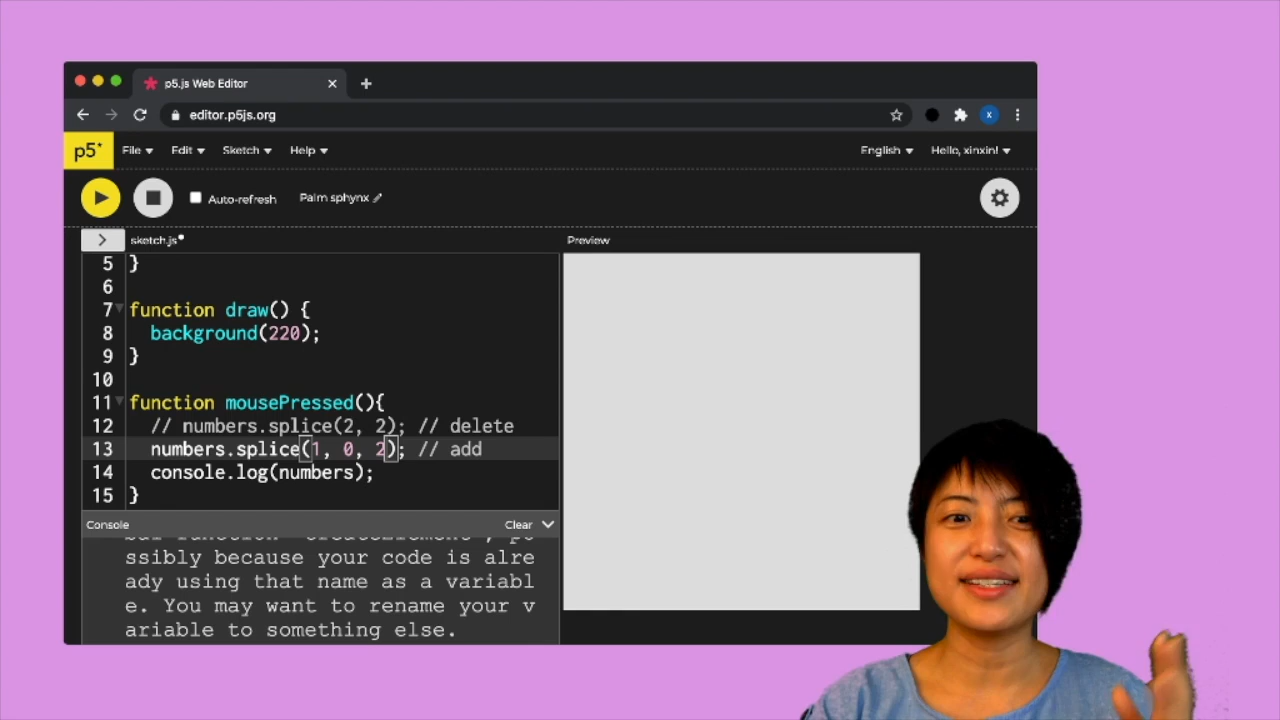 p5.js Web Editor
editor.p5js.org
x
p5* File Edit Sketch Help English Hello, xinxin!
Auto-refresh Palm sphynx
sketch.js Preview
5 }
6
7 function draw() {
8 background(220);
9 }
10
11 function mousePressed(){
12 // numbers.splice(2, 2); // delete
13 numbers.splice(1, 0, 2); // add
14 console.log(numbers);
15 }
Console Clear
ssibly because your code is alre
ady using that name as a variabl
e. You may want to rename your v
ariable to something else.